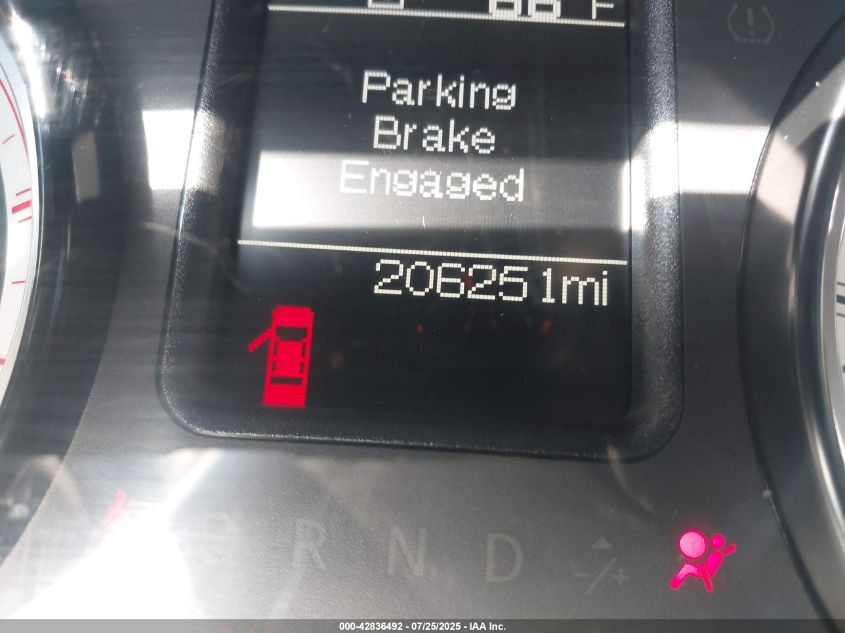 F
Parking
Brake
Engaged
206251mi
R N D -/+
000-42836492 - 07/25/2025 - IAA Inc.